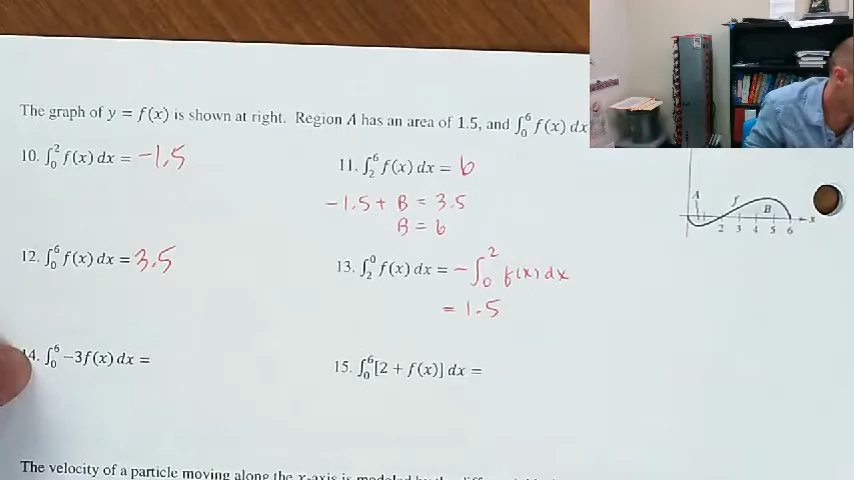 The graph of y = f(x) is shown at right. Region A has an area of 1.5, and ∫₀⁶ f(x) dx
10. ∫₀² f(x) dx = -1.5
11. ∫₂⁶ f(x) dx = 6
-1.5 + B = 3.5
B = 6
12. ∫₀⁶ f(x) dx = 3.5
13. ∫₂⁰ f(x) dx = - ∫₀² f(x) dx
= 1.5
14. ∫₀⁶ -3f(x) dx =
15. ∫₀⁶ [2 + f(x)] dx =
A f B x
2 3 4 5 6
The velocity of a particle moving along the x-axis is modeled by the